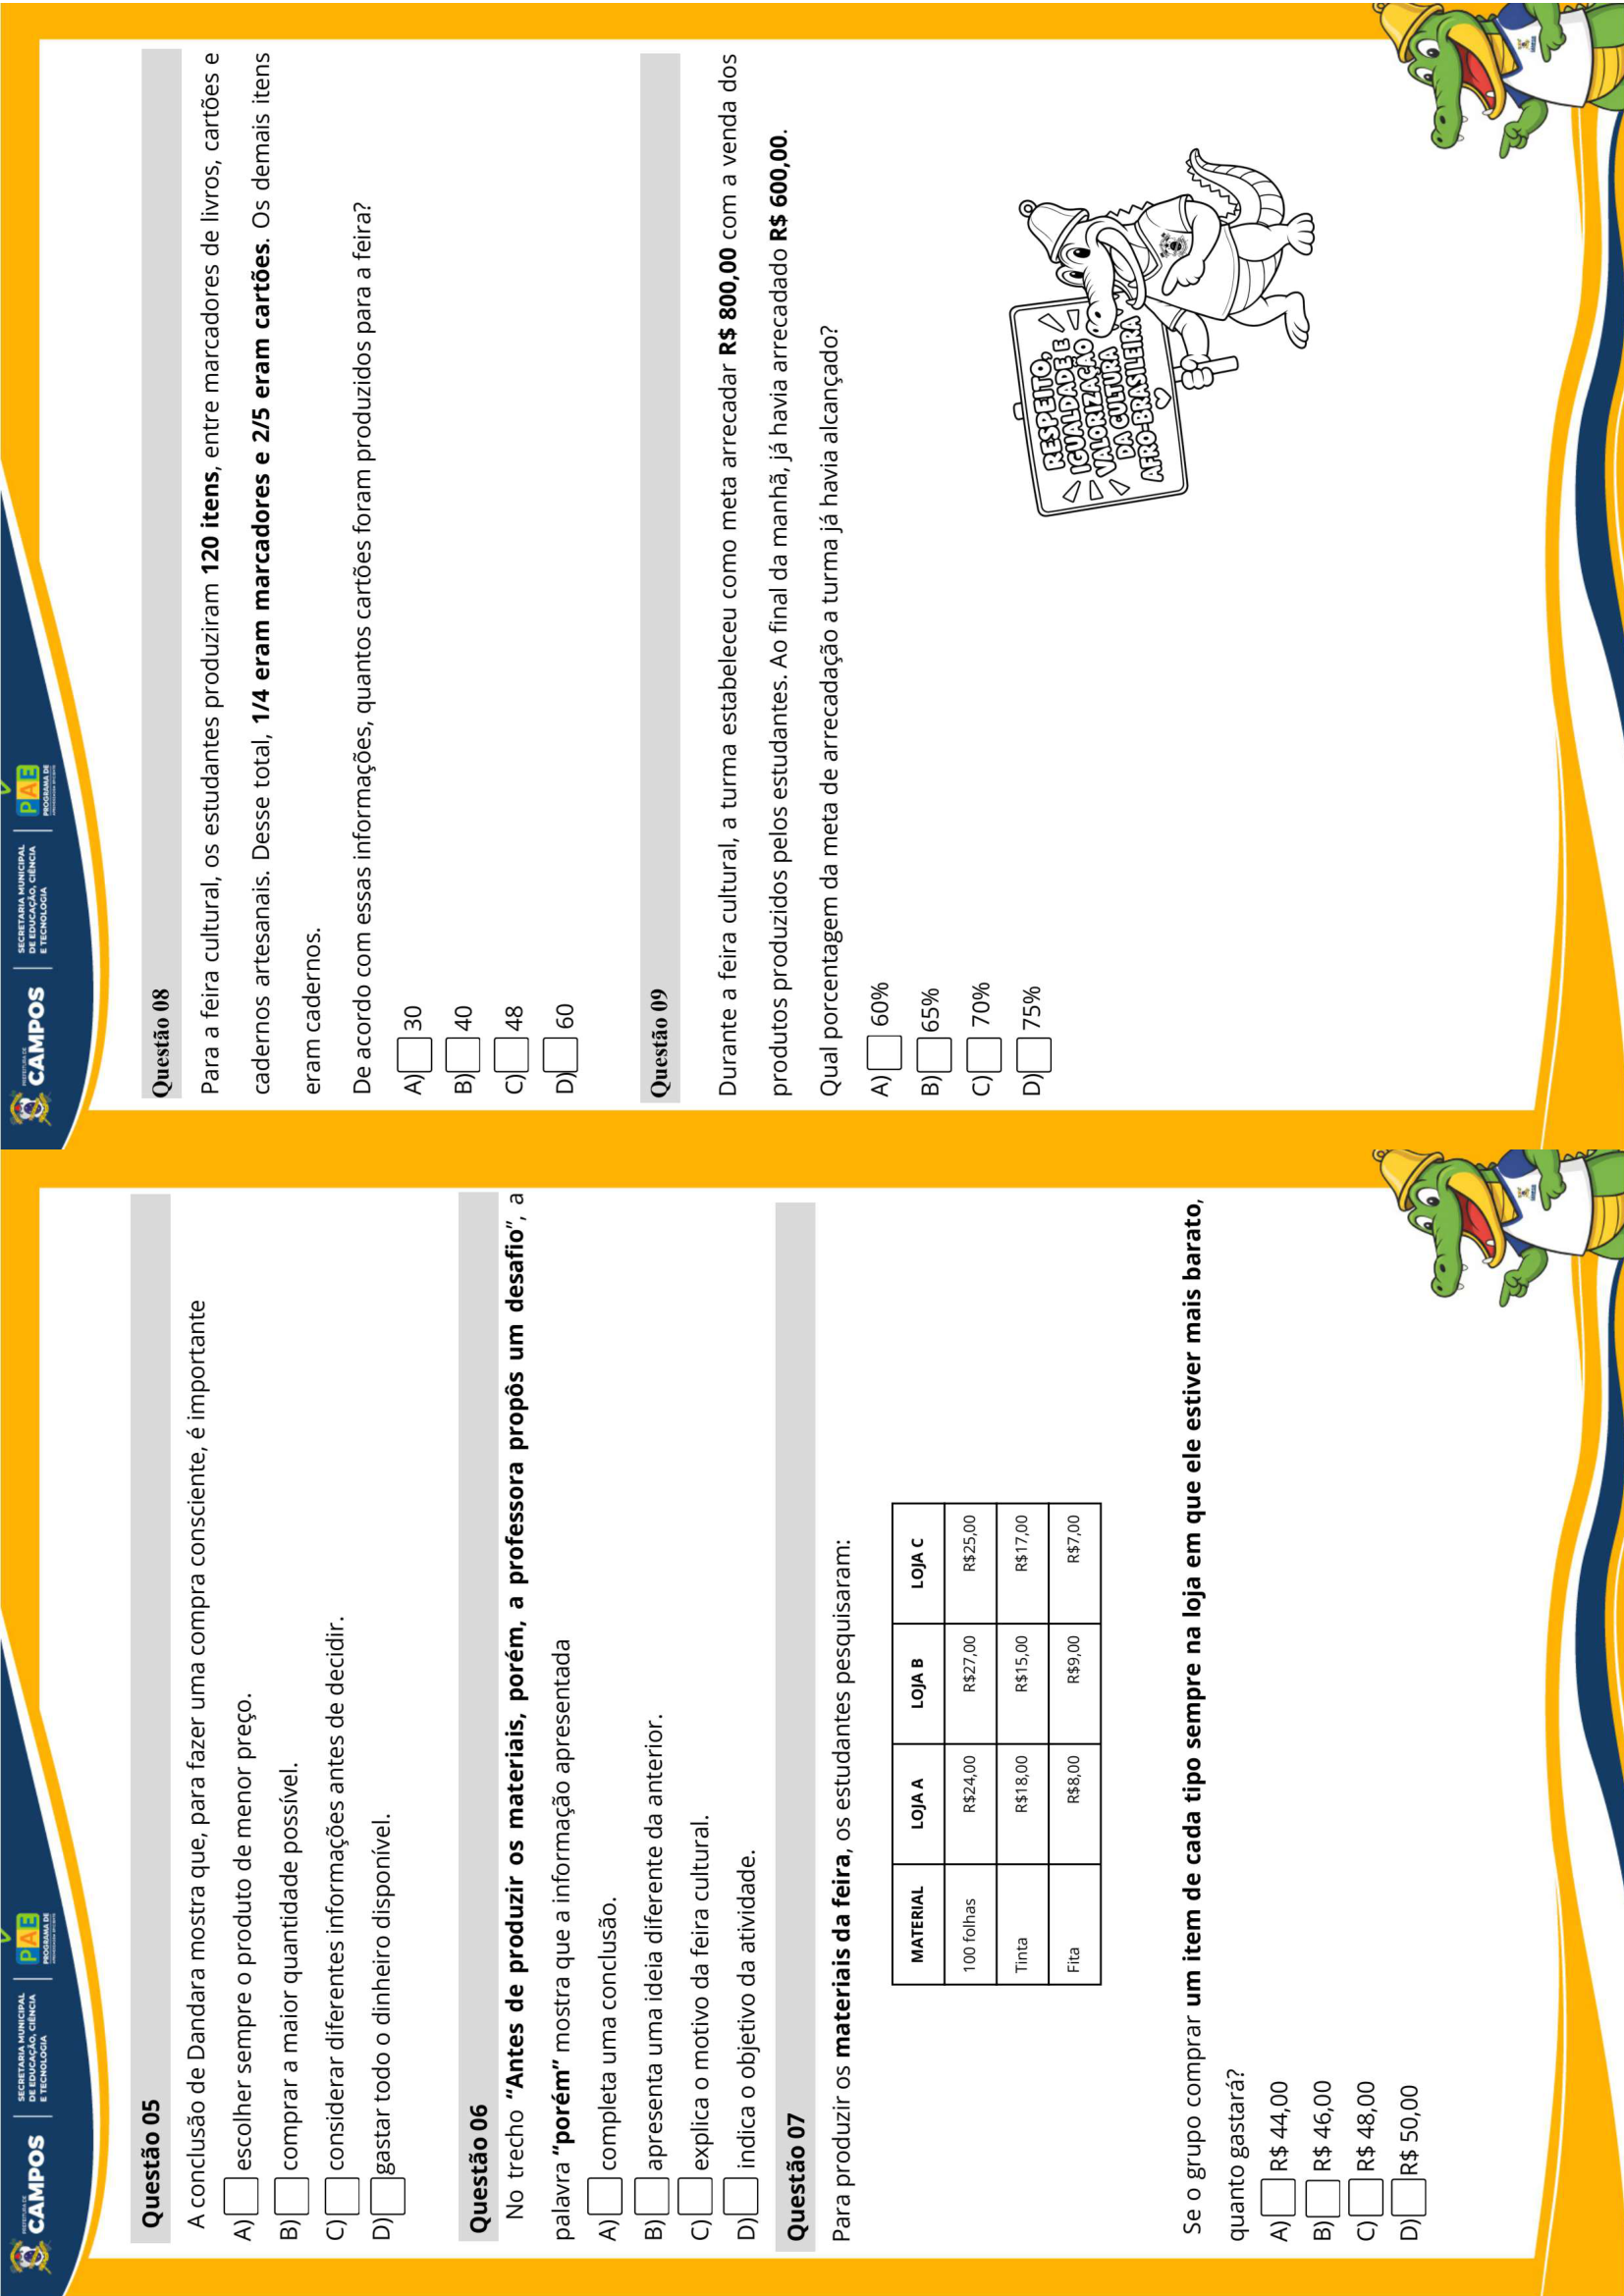 PREFEITURA DE
CAMPOS
SECRETARIA MUNICIPAL
DE EDUCAÇÃO, CIÊNCIA
E TECNOLOGIA
PAE
PROGRAMA DE
Questão 05
A conclusão de Dandara mostra que, para fazer uma compra consciente, é importante
A) escolher sempre o produto de menor preço.
B) comprar a maior quantidade possível.
C) considerar diferentes informações antes de decidir.
D) gastar todo o dinheiro disponível.
Questão 06
No trecho “Antes de produzir os materiais, porém, a professora propôs um desafio”, a
palavra “porém” mostra que a informação apresentada
A) completa uma conclusão.
B) apresenta uma ideia diferente da anterior.
C) explica o motivo da feira cultural.
D) indica o objetivo da atividade.
Questão 07
Para produzir os materiais da feira, os estudantes pesquisaram:
MATERIAL LOJA A LOJA B LOJA C
100 folhas R$24,00 R$27,00 R$25,00
Tinta R$18,00 R$15,00 R$17,00
Fita R$8,00 R$9,00 R$7,00
Se o grupo comprar um item de cada tipo sempre na loja em que ele estiver mais barato,
quanto gastará?
A) R$ 44,00
B) R$ 46,00
C) R$ 48,00
D) R$ 50,00
PREFEITURA DE
CAMPOS
SECRETARIA MUNICIPAL
DE EDUCAÇÃO, CIÊNCIA
E TECNOLOGIA
PAE
PROGRAMA DE
Questão 08
Para a feira cultural, os estudantes produziram 120 itens, entre marcadores de livros, cartões e
cadernos artesanais. Desse total, 1/4 eram marcadores e 2/5 eram cartões. Os demais itens
eram cadernos.
De acordo com essas informações, quantos cartões foram produzidos para a feira?
A) 30
B) 40
C) 48
D) 60
Questão 09
Durante a feira cultural, a turma estabeleceu como meta arrecadar R$ 800,00 com a venda dos
produtos produzidos pelos estudantes. Ao final da manhã, já havia arrecadado R$ 600,00.
Qual porcentagem da meta de arrecadação a turma já havia alcançado?
A) 60%
B) 65%
C) 70%
D) 75%
RESPEITO,
IGUALDADE E
VALORIZAÇÃO
DA CULTURA
AFRO-BRASILEIRA